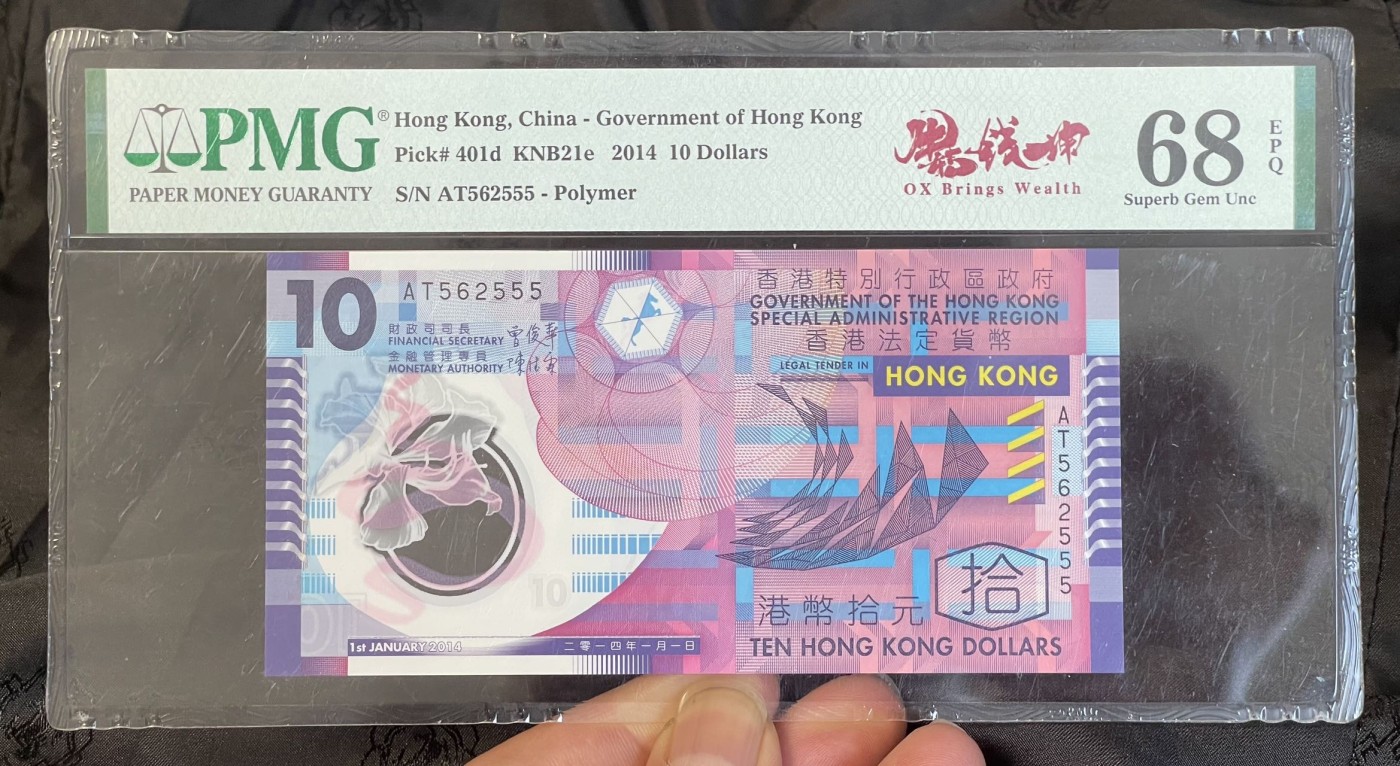 PMG®
PAPER MONEY GUARANTY
Hong Kong, China - Government of Hong Kong
Pick# 401d KNB21e 2014 10 Dollars
S/N AT562555 - Polymer
OX Brings Wealth
68
EPQ
Superb Gem Unc
10
AT562555
財政司司長
FINANCIAL SECRETARY
金融管理專員
MONETARY AUTHORITY
香港特別行政區政府
GOVERNMENT OF THE HONG KONG
SPECIAL ADMINISTRATIVE REGION
香港法定貨幣
LEGAL TENDER IN
HONG KONG
AT562555
10
拾
港幣拾元
1st JANUARY 2014
二零一四年一月一日
TEN HONG KONG DOLLARS